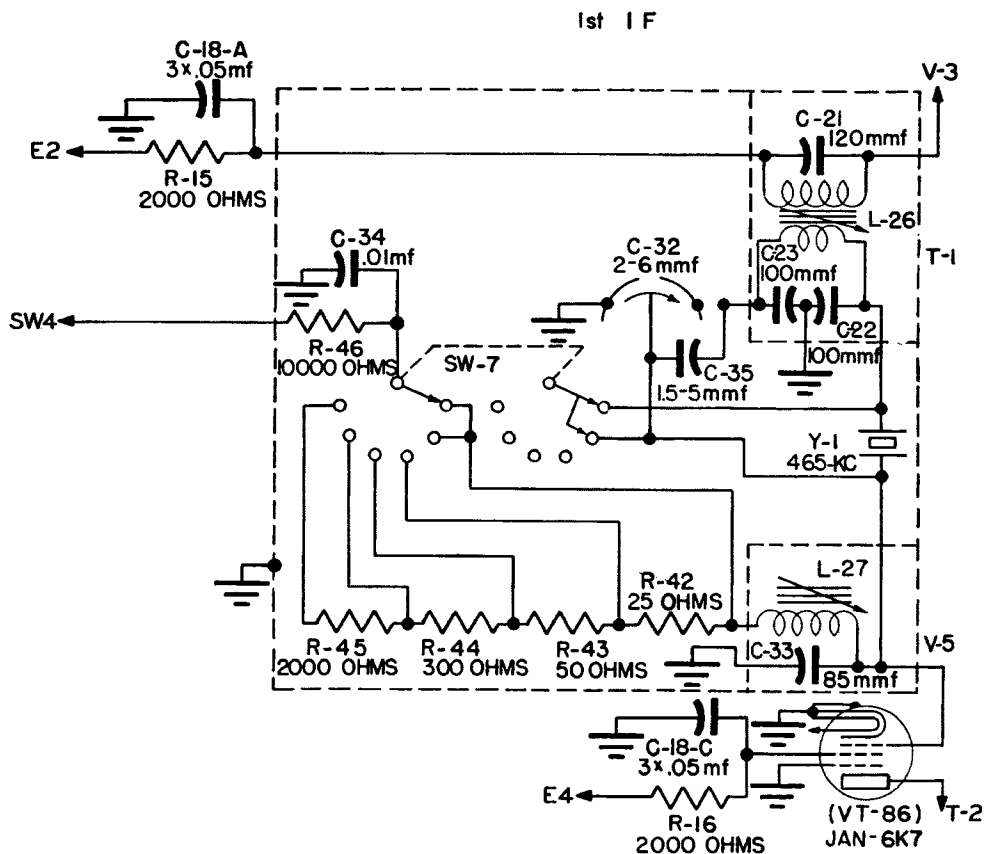 1st IF
C-18-A
3×.05mf
V-3
C-21
120mmf
E2
R-15
2000 OHMS
L-26
C-34
.01mf
C-32
2-6mmf
C23
100mmf
T-1
SW4
R-46
10000 OHMS
SW-7
C-35
1.5-5mmf
C22
100mmf
Y-1
465-KC
L-27
R-42
25 OHMS
R-45
2000 OHMS
R-44
300 OHMS
R-43
50 OHMS
C-33
85mmf
V-5
C-18-C
3×.05mf
E4
R-16
2000 OHMS
T-2
(VT-86)
JAN-6K7